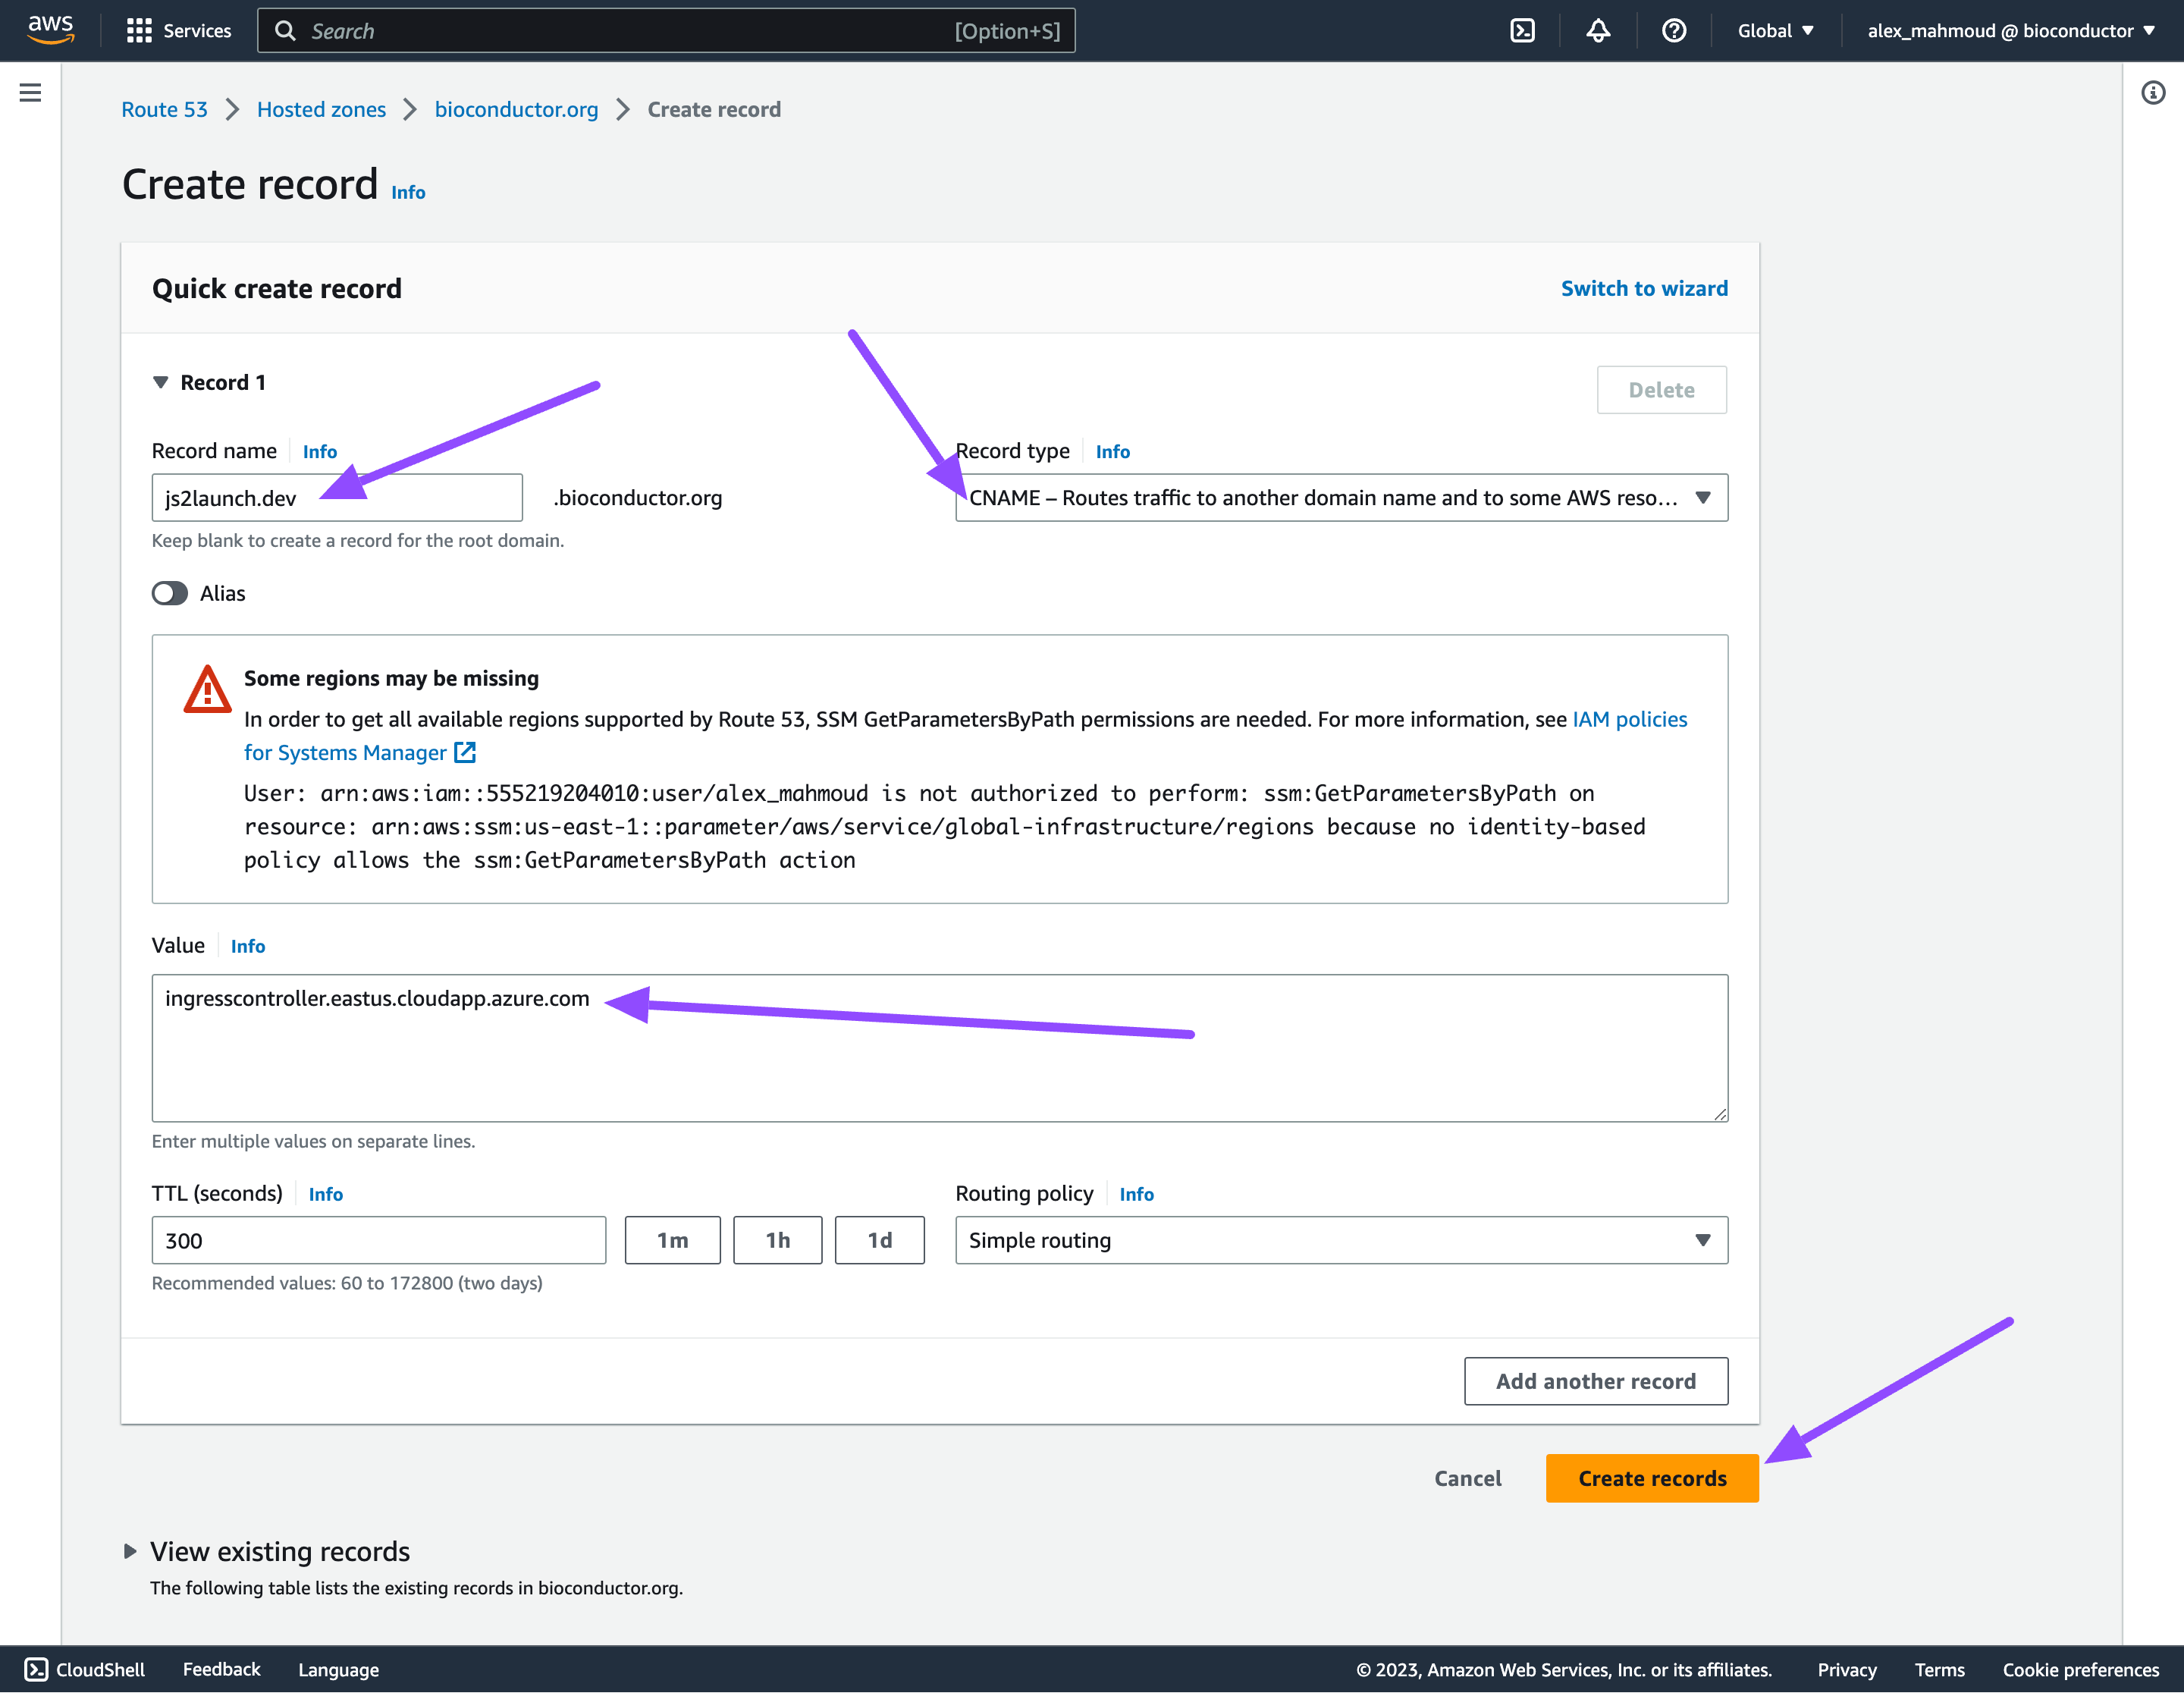 aws
Services
Search
[Option+S]
Global
alex_mahmoud @ bioconductor
Route 53
Hosted zones
bioconductor.org
Create record
Create record Info
Quick create record
Switch to wizard
Record 1
Delete
Record name Info
Record type Info
js2launch.dev
.bioconductor.org
CNAME – Routes traffic to another domain name and to some AWS reso...
Keep blank to create a record for the root domain.
Alias
Some regions may be missing
In order to get all available regions supported by Route 53, SSM GetParametersByPath permissions are needed. For more information, see IAM policies
for Systems Manager
User: arn:aws:iam::555219204010:user/alex_mahmoud is not authorized to perform: ssm:GetParametersByPath on
resource: arn:aws:ssm:us-east-1::parameter/aws/service/global-infrastructure/regions because no identity-based
policy allows the ssm:GetParametersByPath action
Value Info
ingresscontroller.eastus.cloudapp.azure.com
Enter multiple values on separate lines.
TTL (seconds) Info
Routing policy Info
300
1m
1h
1d
Simple routing
Recommended values: 60 to 172800 (two days)
Add another record
Cancel
Create records
View existing records
The following table lists the existing records in bioconductor.org.
CloudShell
Feedback
Language
© 2023, Amazon Web Services, Inc. or its affiliates.
Privacy
Terms
Cookie preferences